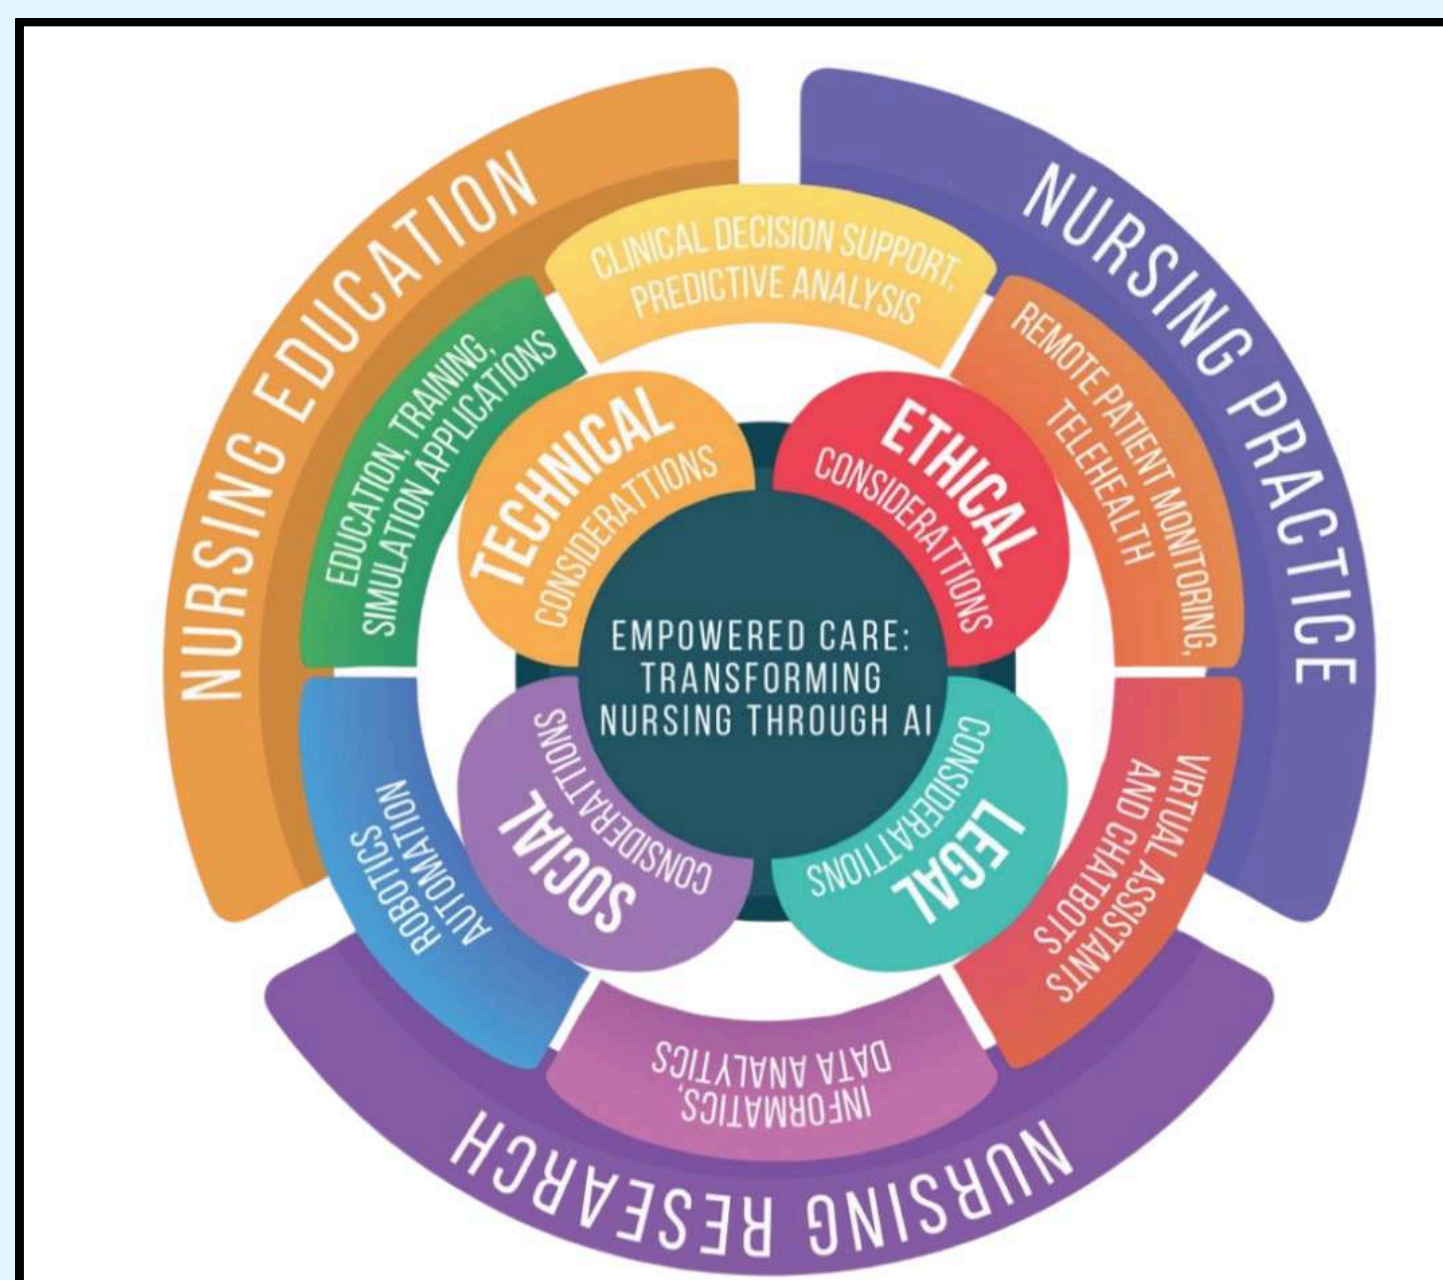 NURSING EDUCATION
NURSING PRACTICE
NURSING RESEARCH
CLINICAL DECISION SUPPORT,
PREDICTIVE ANALYSIS
REMOTE PATIENT MONITORING,
TELEHEALTH
VIRTUAL ASSISTANTS
AND CHATBOTS
INFORMATICS,
DATA ANALYTICS
ROBOTICS
AUTOMATION
EDUCATION, TRAINING,
SIMULATION APPLICATIONS
TECHNICAL
CONSIDERATTIONS
ETHICAL
CONSIDERATTIONS
LEGAL
CONSIDERATTIONS
SOCIAL
CONSIDERATTIONS
EMPOWERED CARE:
TRANSFORMING
NURSING THROUGH AI